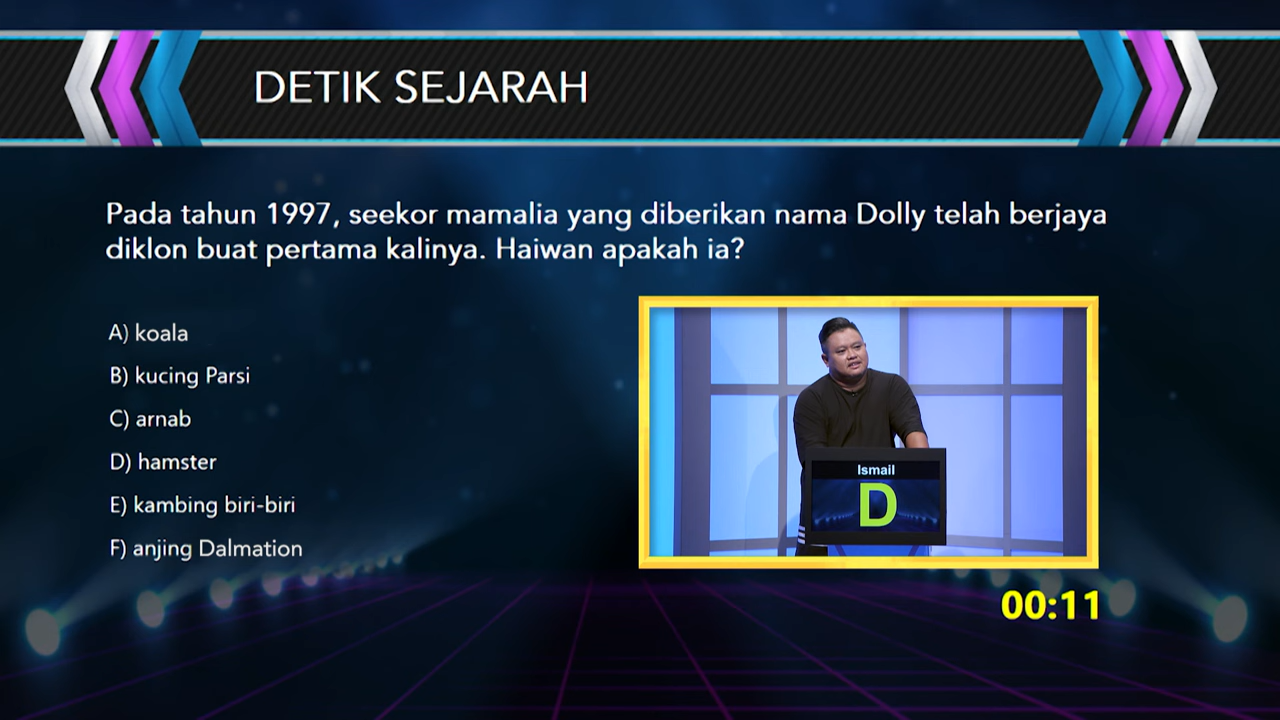 DETIK SEJARAH
Pada tahun 1997, seekor mamalia yang diberikan nama Dolly telah berjaya
diklon buat pertama kalinya. Haiwan apakah ia?
A) koala
B) kucing Parsi
C) arnab
D) hamster
E) kambing biri-biri
F) anjing Dalmation
Ismail
D
00:11